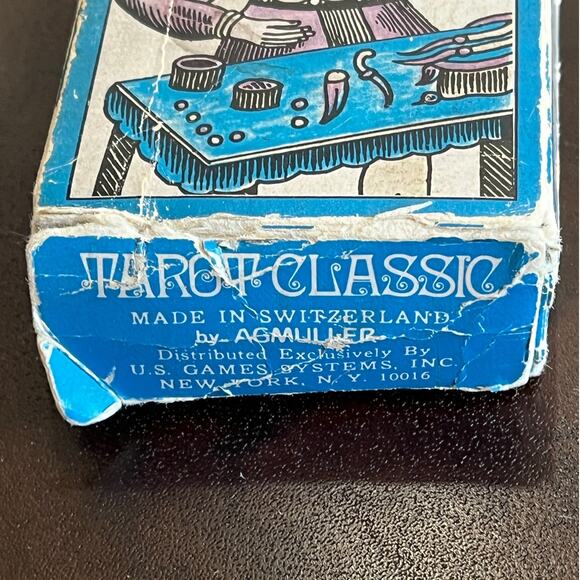 TAROT CLASSIC
MADE IN SWITZERLAND
by AGMULLER
Distributed Exclusively By
U.S. GAMES SYSTEMS, INC.
NEW YORK, N.Y. 10016